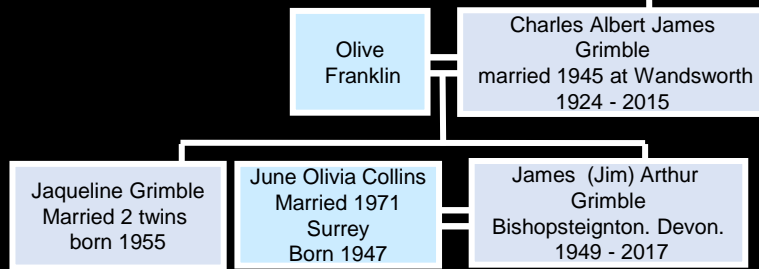 Olive
Franklin
Charles Albert James
Grimble
married 1945 at Wandsworth
1924 - 2015
Jaqueline Grimble
Married 2 twins
born 1955
June Olivia Collins
Married 1971
Surrey
Born 1947
James (Jim) Arthur
Grimble
Bishopsteignton. Devon.
1949 - 2017